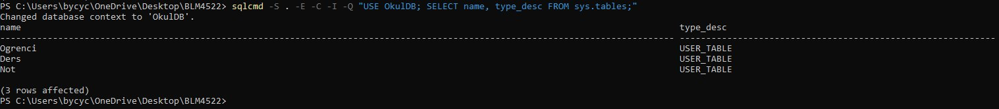 PS C:\Users\bycyc\OneDrive\Desktop\BLM4522> sqlcmd -S . -E -C -I -Q "USE OkulDB; SELECT name, type_desc FROM sys.tables;"
Changed database context to 'OkulDB'.
name type_desc
-------------------------------------------------------------------------------------------------------------------------------- ------------------------------------------------------------
Ogrenci USER_TABLE
Ders USER_TABLE
Not USER_TABLE
(3 rows affected)
PS C:\Users\bycyc\OneDrive\Desktop\BLM4522>